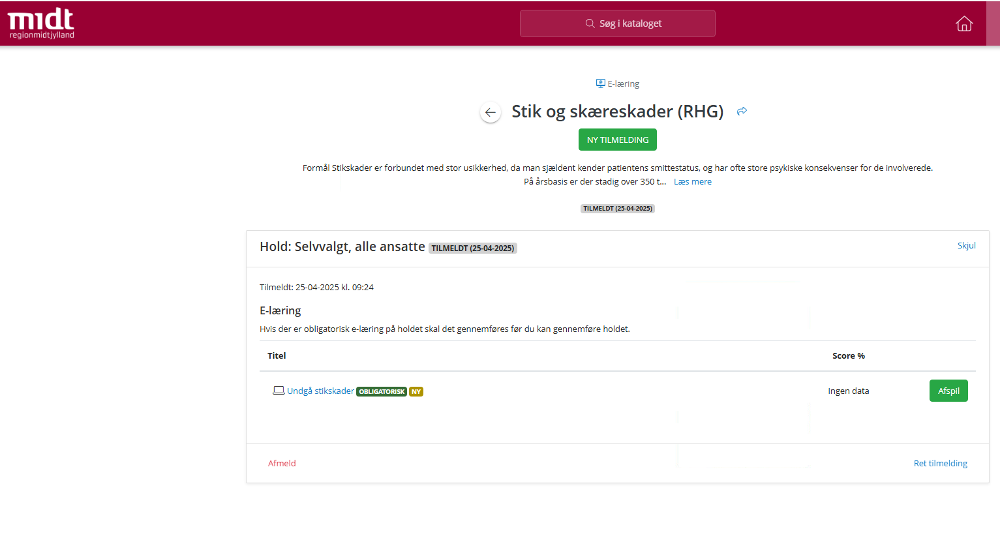 midt
regionmidtjylland
Søg i kataloget
E-læring
Stik og skæreskader (RHG)
NY TILMELDING
Formål Stikskader er forbundet med stor usikkerhed, da man sjældent kender patientens smittestatus, og har ofte store psykiske konsekvenser for de involverede.
På årsbasis er der stadig over 350 t... Læs mere
TILMELDT (25-04-2025)
Hold: Selvvalgt, alle ansatte TILMELDT (25-04-2025) Skjul
Tilmeldt: 25-04-2025 kl. 09:24
E-læring
Hvis der er obligatorisk e-læring på holdet skal det gennemføres før du kan gennemføre holdet.
Titel Score %
Undgå stikskader OBLIGATORISK NY Ingen data Afspil
Afmeld Ret tilmelding